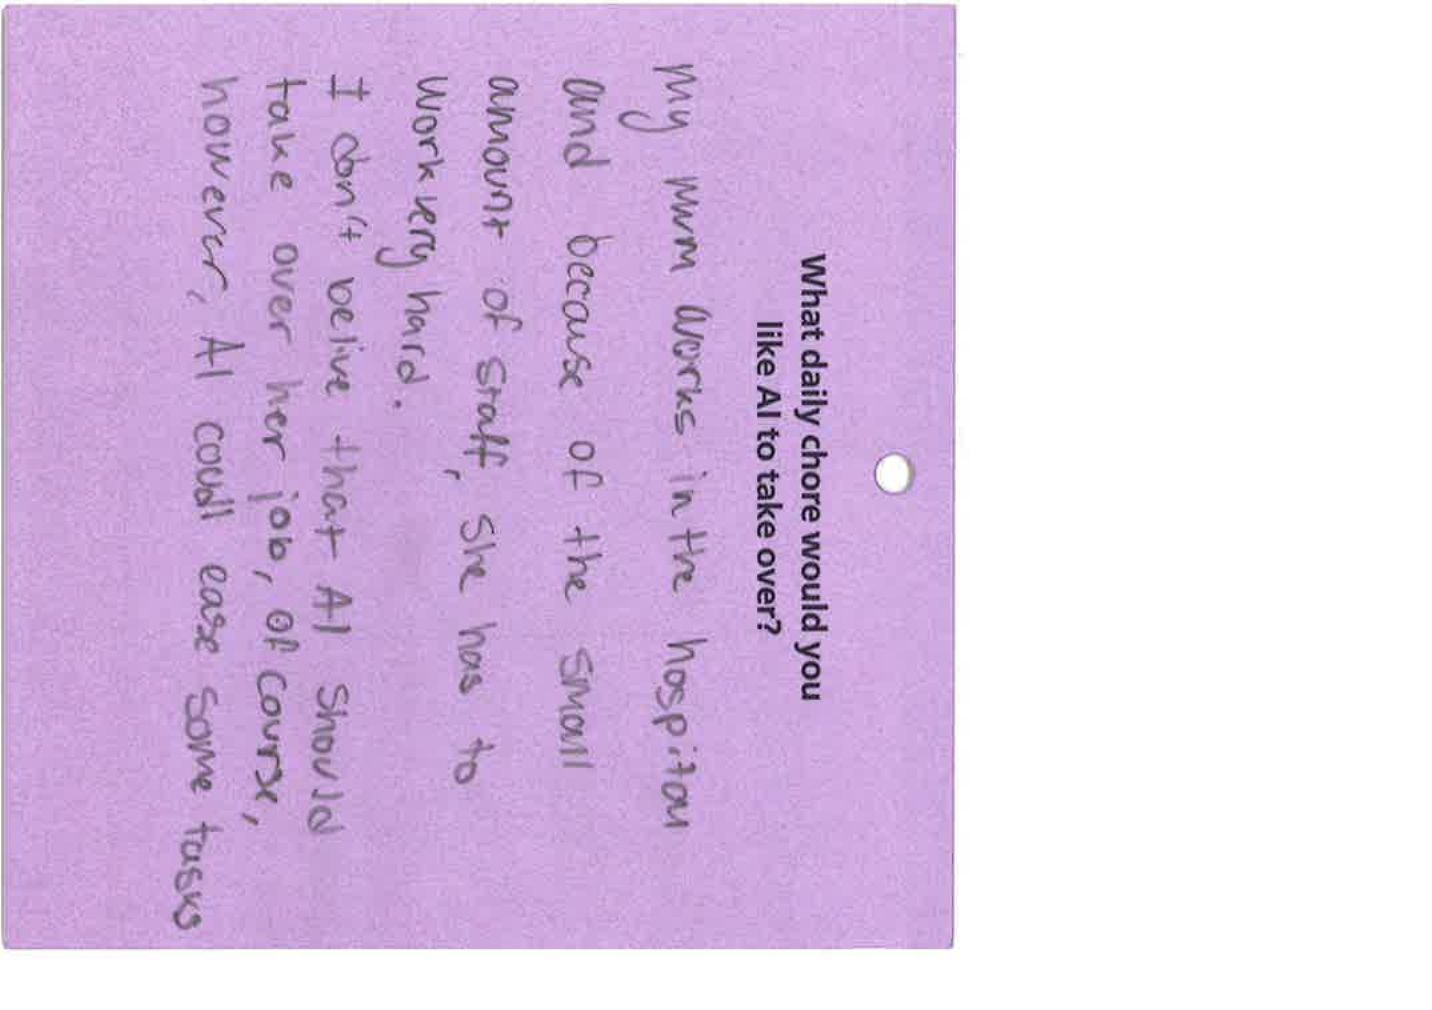 What daily chore would you
like AI to take over?
My mum works in the hospital
and because of the small
amount of staff, she has to
work very hard.
I don't belive that AI should
take over her job, of course,
however, AI coudl ease some tasks